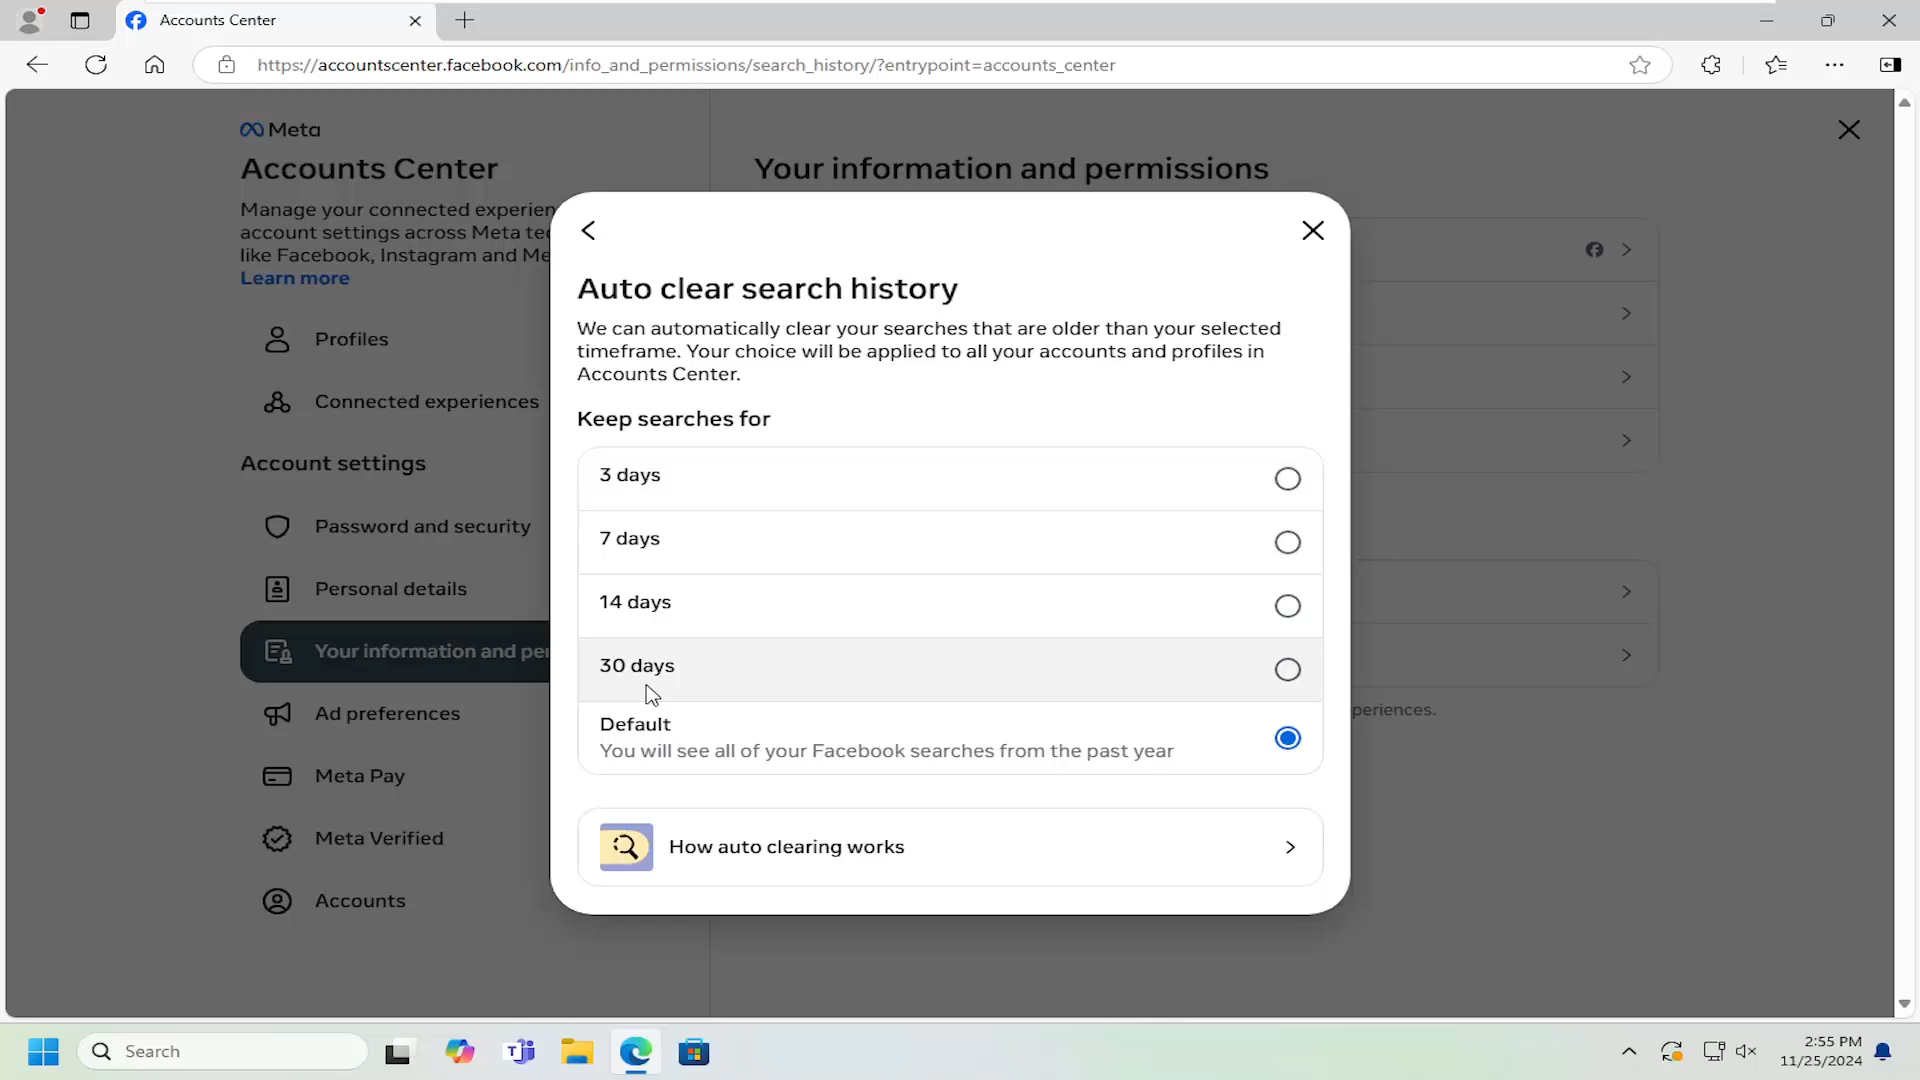 Accounts Center
https://accountscenter.facebook.com/info_and_permissions/search_history/?entrypoint=accounts_center
Meta
Accounts Center
Manage your connected experien
account settings across Meta tec
like Facebook, Instagram and Me
Learn more
Profiles
Connected experiences
Account settings
Password and security
Personal details
Your information and per
Ad preferences
Meta Pay
Meta Verified
Accounts
Your information and permissions
periences.
Auto clear search history
We can automatically clear your searches that are older than your selected
timeframe. Your choice will be applied to all your accounts and profiles in
Accounts Center.
Keep searches for
3 days
7 days
14 days
30 days
Default
You will see all of your Facebook searches from the past year
How auto clearing works
Search
2:55 PM
11/25/2024